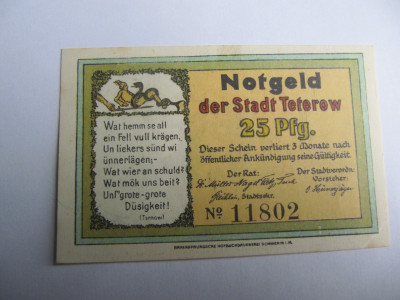 Wat hemm se all
ein Fell vull krägen,
Un liekers sünd wi
ünnerlägen;-
Wat wier an schuld?
Wat mök uns beit?
Uns' grote-grote
Düsigkeit!
(Tarnow)
Notgeld
der Stadt Teterow
25 Pfg.
Dieser Schein verliert 3 Monate nach
öffentlicher Ankündigung seine Gültigkeit.
Der Rat:
Der Stadtverordn.
Vorsteher:
Nº 11802